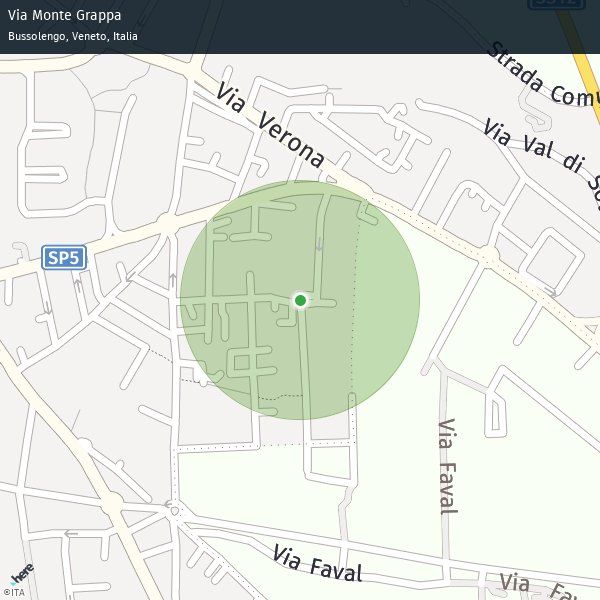 Via Monte Grappa
Bussolengo, Veneto, Italia
Strada Comu
Via Verona
Via Val di So
SP5
Via Faval
Via Faval
Via Fav
here
©ITA